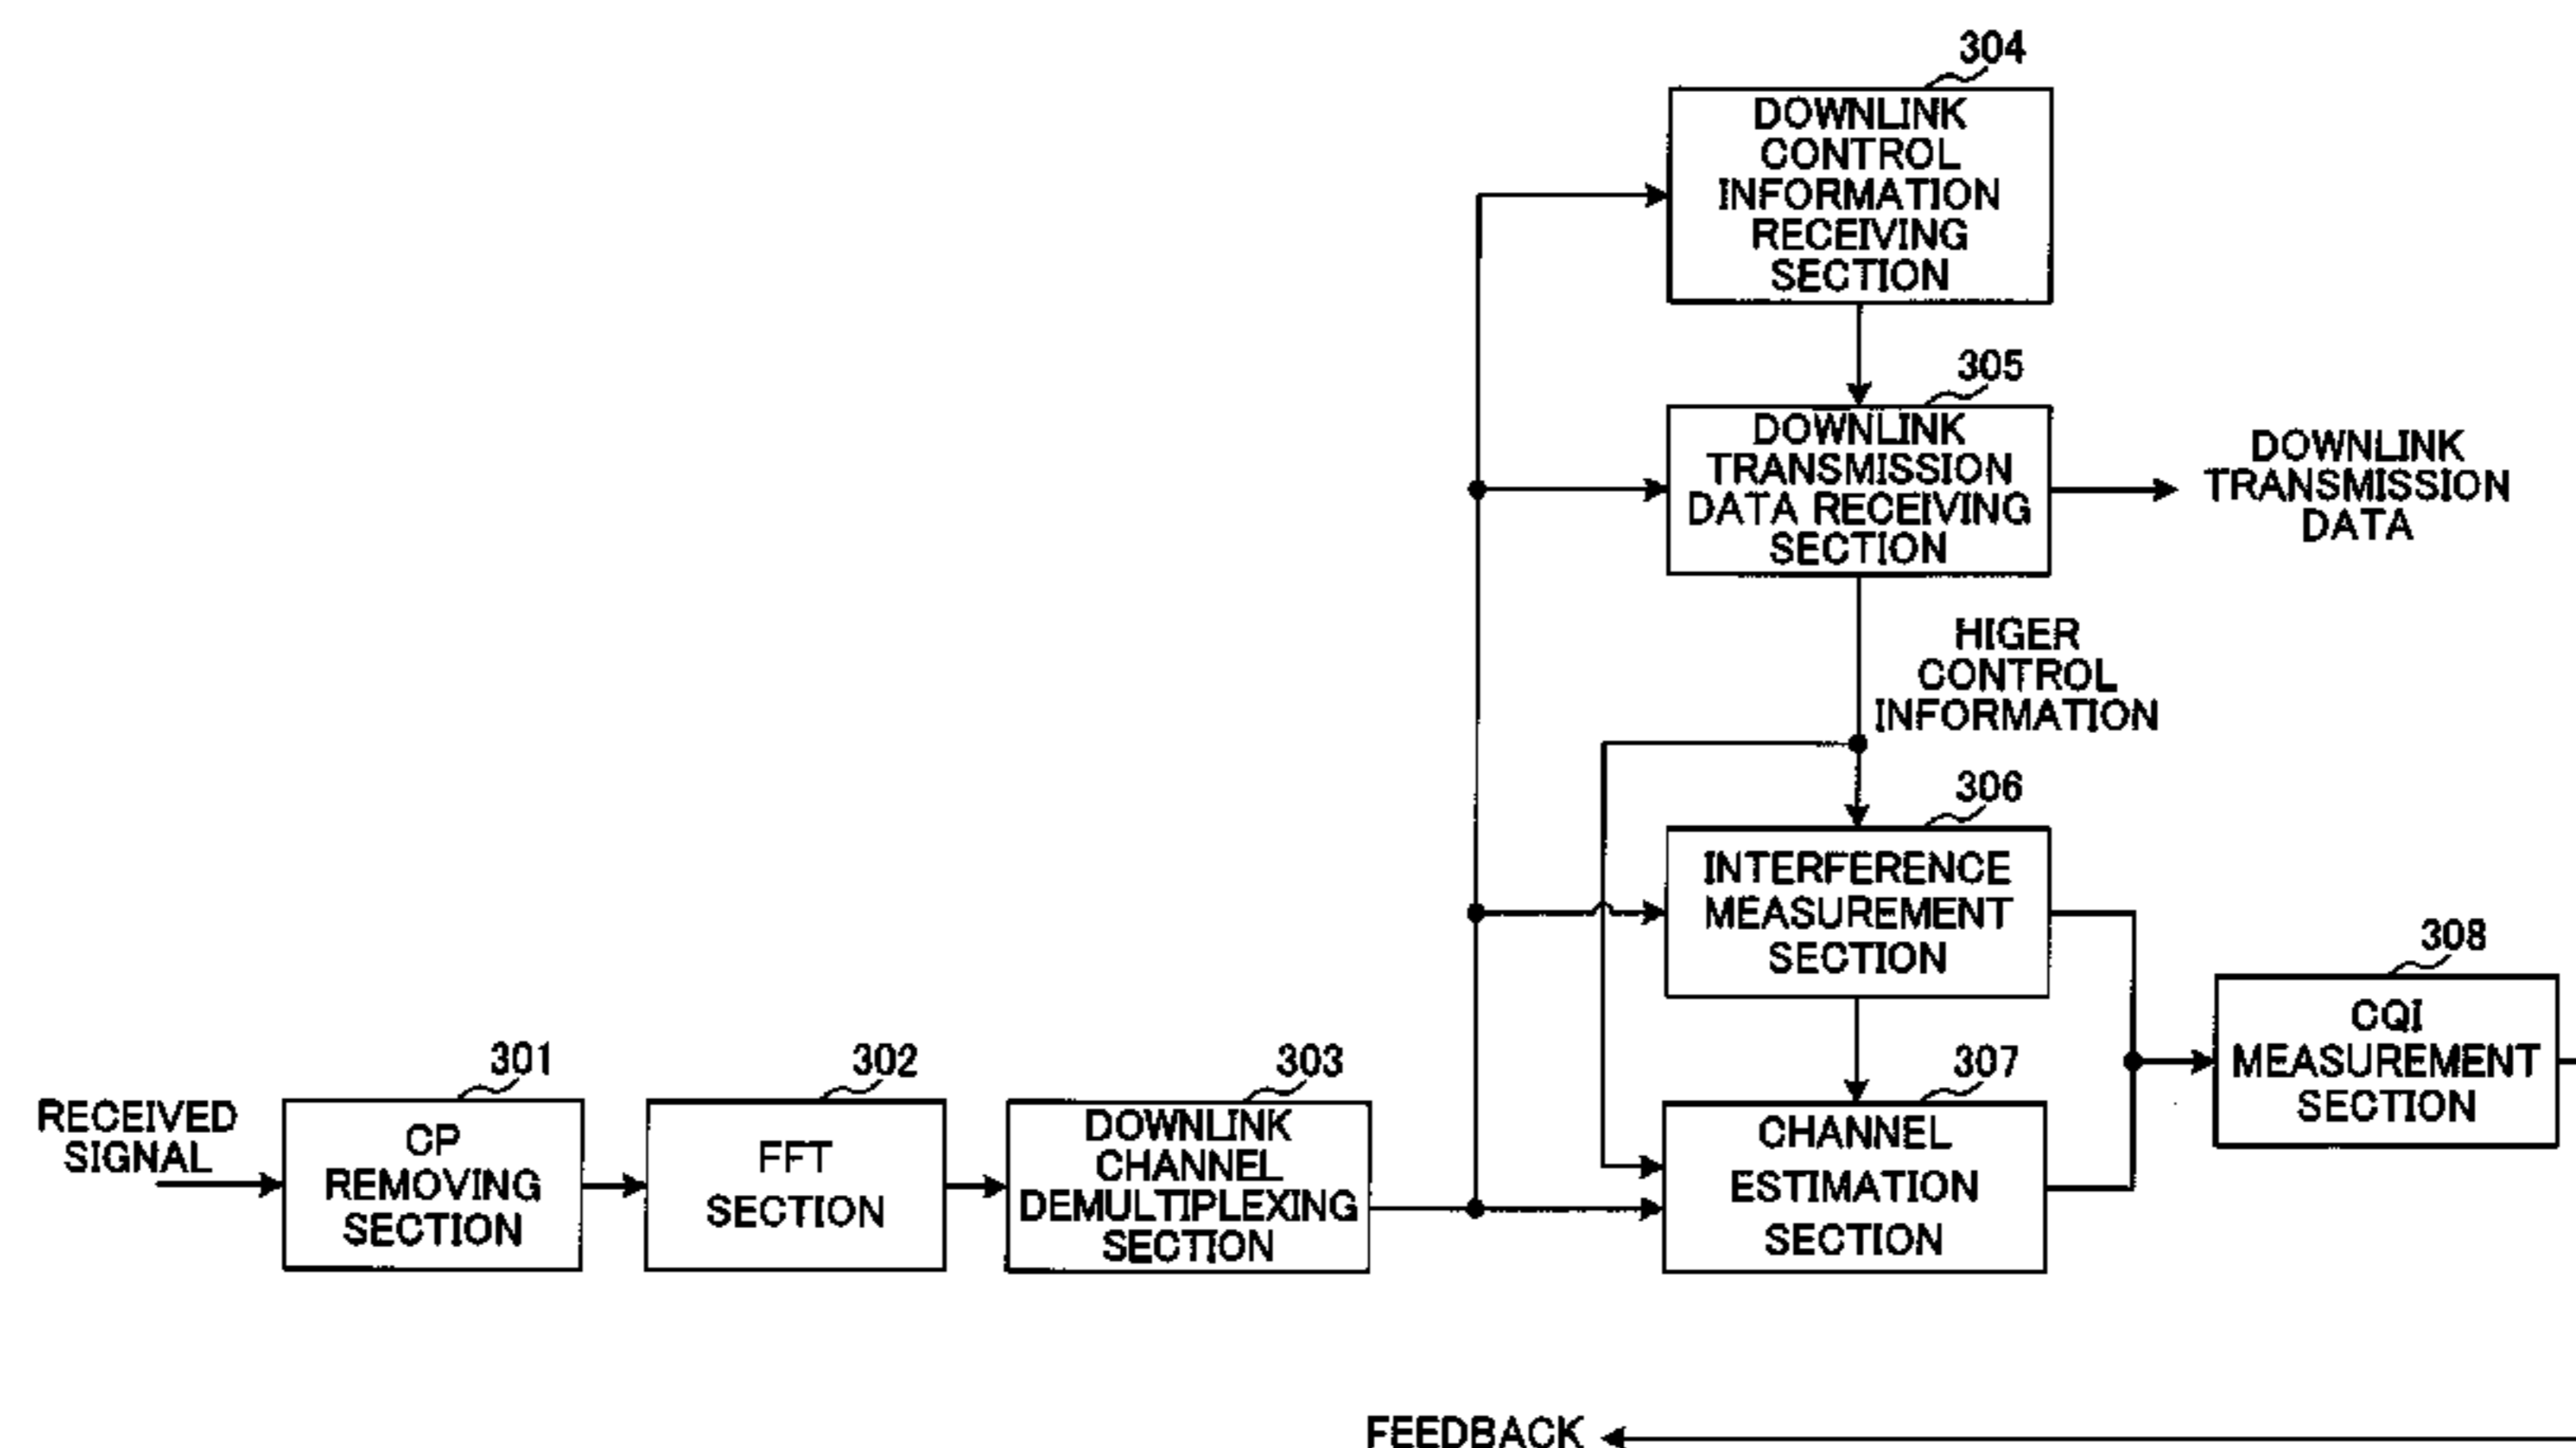 304
DOWNLINK
CONTROL
INFORMATION
RECEIVING
SECTION
305
DOWNLINK
TRANSMISSION
DATA RECEIVING
SECTION
DOWNLINK
TRANSMISSION
DATA
HIGER
CONTROL
INFORMATION
306
INTERFERENCE
MEASUREMENT
SECTION
308
CQI
MEASUREMENT
SECTION
301
302
303
307
RECEIVED
SIGNAL
CP
REMOVING
SECTION
FFT
SECTION
DOWNLINK
CHANNEL
DEMULTIPLEXING
SECTION
CHANNEL
ESTIMATION
SECTION
FEEDBACK